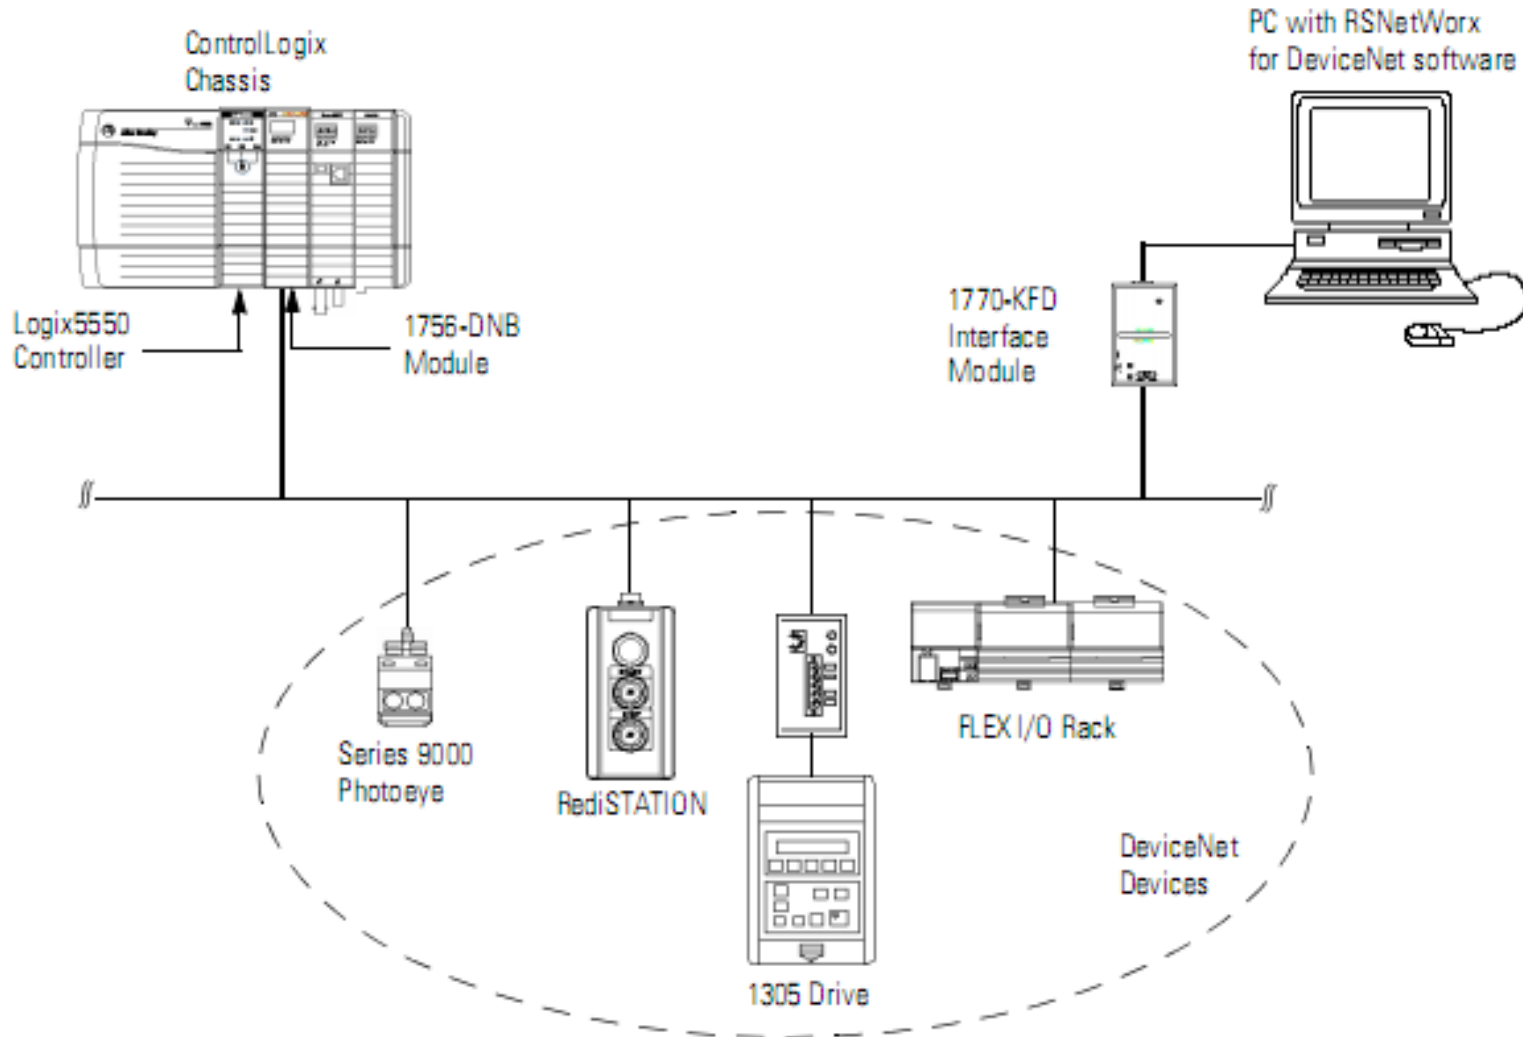 ControlLogix
Chassis
PC with RSNetWorx
for DeviceNet software
Logix5550
Controller
1756-DNB
Module
1770-KFD
Interface
Module
Series 9000
Photoeye
RediSTATION
1305 Drive
FLEX I/O Rack
DeviceNet
Devices